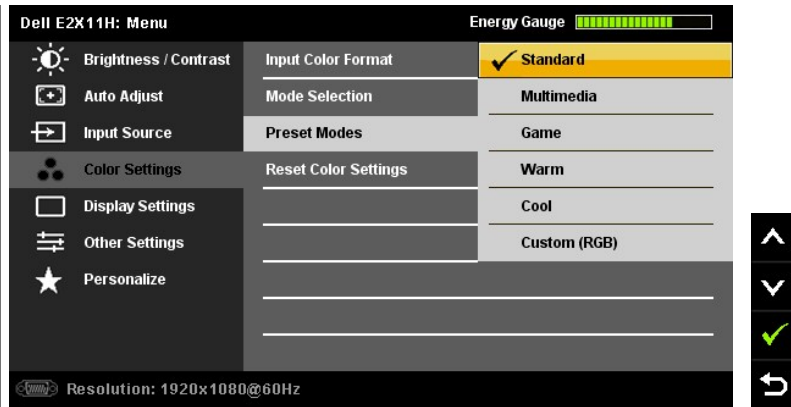 Dell E2X11H: Menu
Energy Gauge
Brightness / Contrast
Auto Adjust
Input Source
Color Settings
Display Settings
Other Settings
Personalize
Input Color Format
Mode Selection
Preset Modes
Reset Color Settings
Standard
Multimedia
Game
Warm
Cool
Custom (RGB)
Resolution: 1920x1080@60Hz